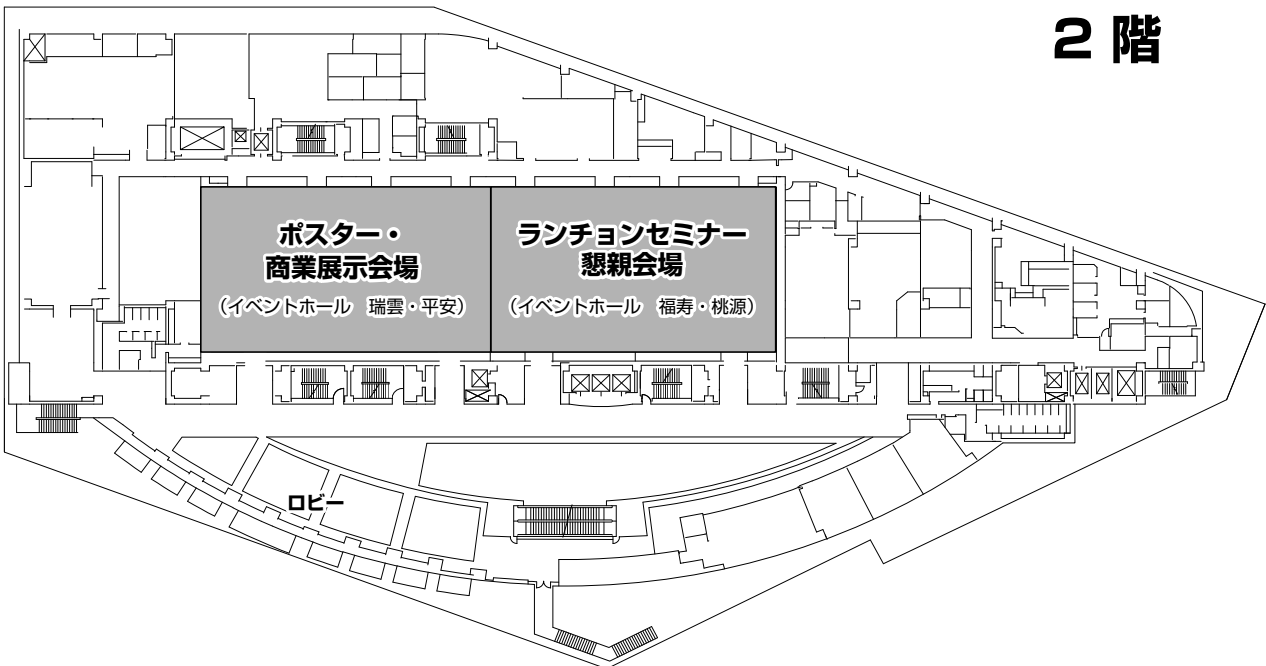 2 階
ポスター・
商業展示会場
（イベントホール　瑞雲・平安）
ランチョンセミナー
懇親会場
（イベントホール　福寿・桃源）
ロビー